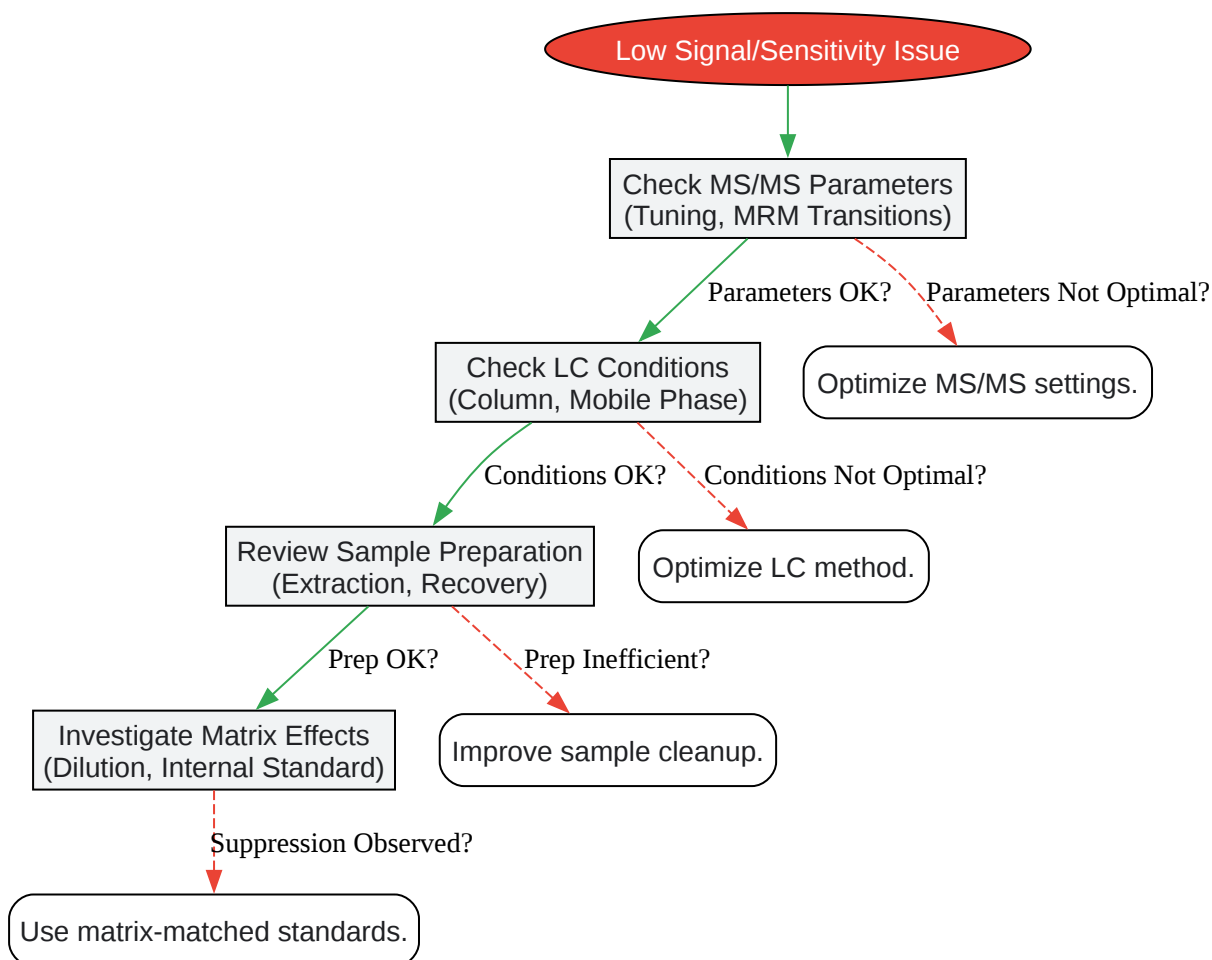 Low Signal/Sensitivity Issue
Check MS/MS Parameters
(Tuning, MRM Transitions)
Parameters OK?
Parameters Not Optimal?
Check LC Conditions
(Column, Mobile Phase)
Optimize MS/MS settings.
Conditions OK?
Conditions Not Optimal?
Review Sample Preparation
(Extraction, Recovery)
Optimize LC method.
Prep OK?
Prep Inefficient?
Investigate Matrix Effects
(Dilution, Internal Standard)
Improve sample cleanup.
Suppression Observed?
Use matrix-matched standards.